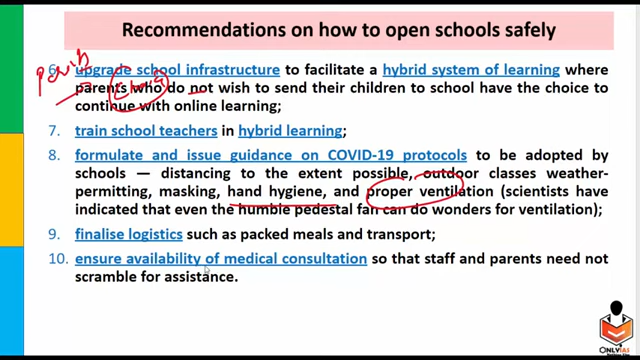 Recommendations on how to open schools safely
6. upgrade school infrastructure to facilitate a hybrid system of learning where
parents who do not wish to send their children to school have the choice to
continue with online learning;
7. train school teachers in hybrid learning;
8. formulate and issue guidance on COVID-19 protocols to be adopted by
schools — distancing to the extent possible, outdoor classes weather-
permitting, masking, hand hygiene, and proper ventilation (scientists have
indicated that even the humble pedestal fan can do wonders for ventilation);
9. finalise logistics such as packed meals and transport;
10. ensure availability of medical consultation so that staff and parents need not
scramble for assistance.
ONLYIAS